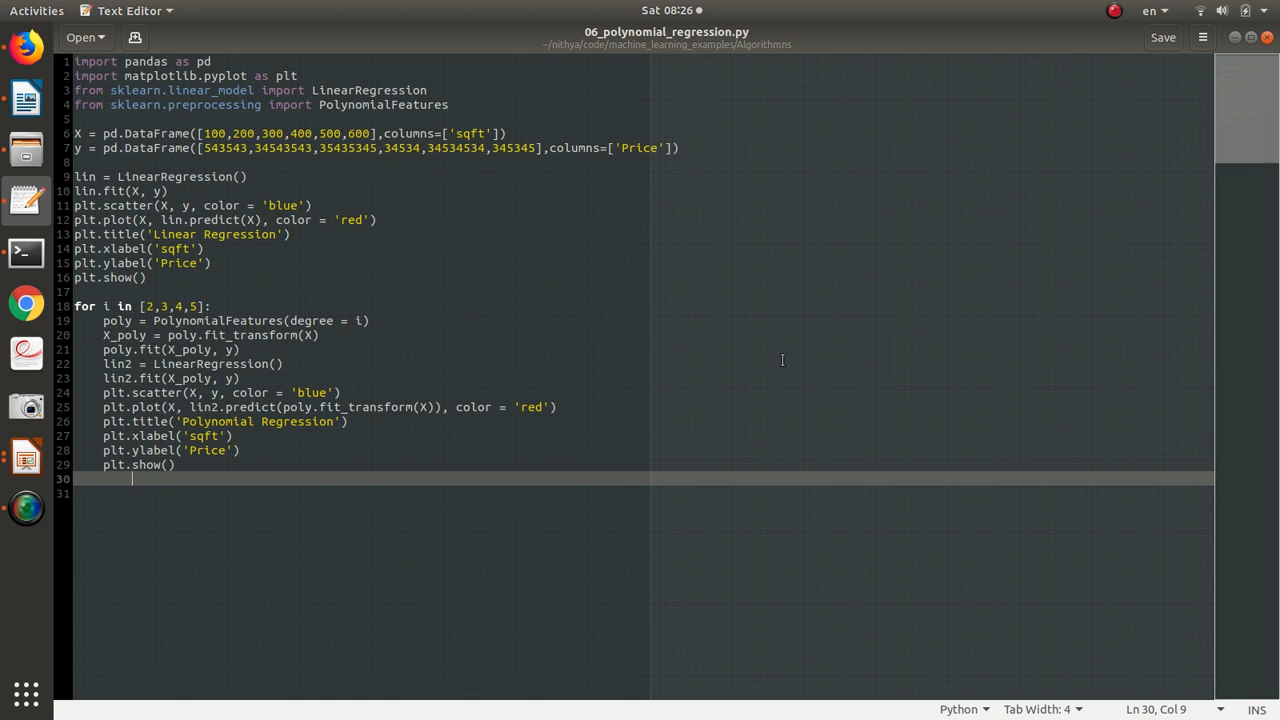 Activities Text Editor Sat 08:26 en
Open 06_polynomial_regression.py Save
~/nithya/code/machine_learning_examples/Algorithmns
1 import pandas as pd
2 import matplotlib.pyplot as plt
3 from sklearn.linear_model import LinearRegression
4 from sklearn.preprocessing import PolynomialFeatures
5
6 X = pd.DataFrame([100,200,300,400,500,600],columns=['sqft'])
7 y = pd.DataFrame([543543,34543543,35435345,34534,34534534,345345],columns=['Price'])
8
9 lin = LinearRegression()
10 lin.fit(X, y)
11 plt.scatter(X, y, color = 'blue')
12 plt.plot(X, lin.predict(X), color = 'red')
13 plt.title('Linear Regression')
14 plt.xlabel('sqft')
15 plt.ylabel('Price')
16 plt.show()
17
18 for i in [2,3,4,5]:
19     poly = PolynomialFeatures(degree = i)
20     X_poly = poly.fit_transform(X)
21     poly.fit(X_poly, y)
22     lin2 = LinearRegression()
23     lin2.fit(X_poly, y)
24     plt.scatter(X, y, color = 'blue')
25     plt.plot(X, lin2.predict(poly.fit_transform(X)), color = 'red')
26     plt.title('Polynomial Regression')
27     plt.xlabel('sqft')
28     plt.ylabel('Price')
29     plt.show()
30
31
Python Tab Width: 4 Ln 30, Col 9 INS